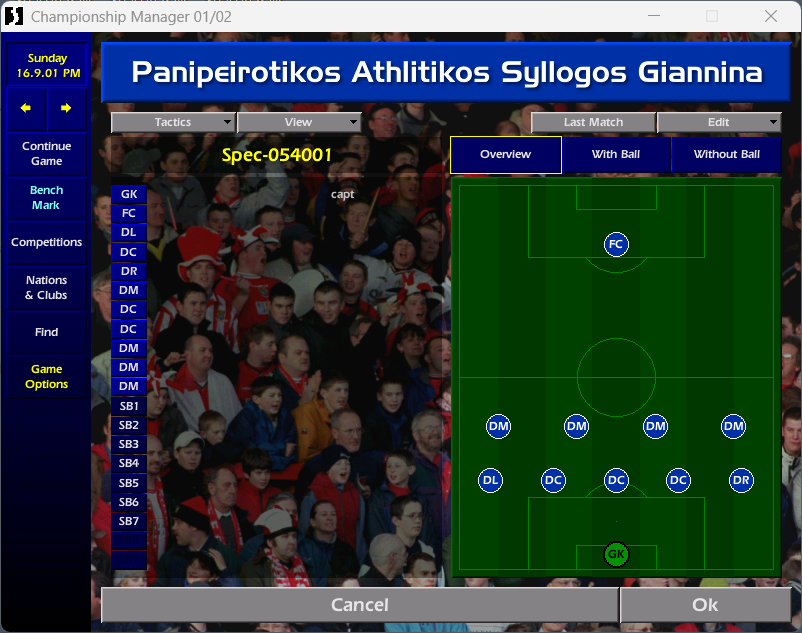 Championship Manager 01/02
Sunday
16.9.01 PM
Continue
Game
Bench
Mark
Competitions
Nations
& Clubs
Find
Game
Options
Panipeirotikos Athlitikos Syllogos Giannina
Tactics
View
Last Match
Edit
Spec-054001
Overview
With Ball
Without Ball
GK capt
FC
DL
DC
DR
DM
DC
DC
DM
DM
DM
SB1
SB2
SB3
SB4
SB5
SB6
SB7
FC
DM DM DM DM
DL DC DC DC DR
GK
Cancel
Ok